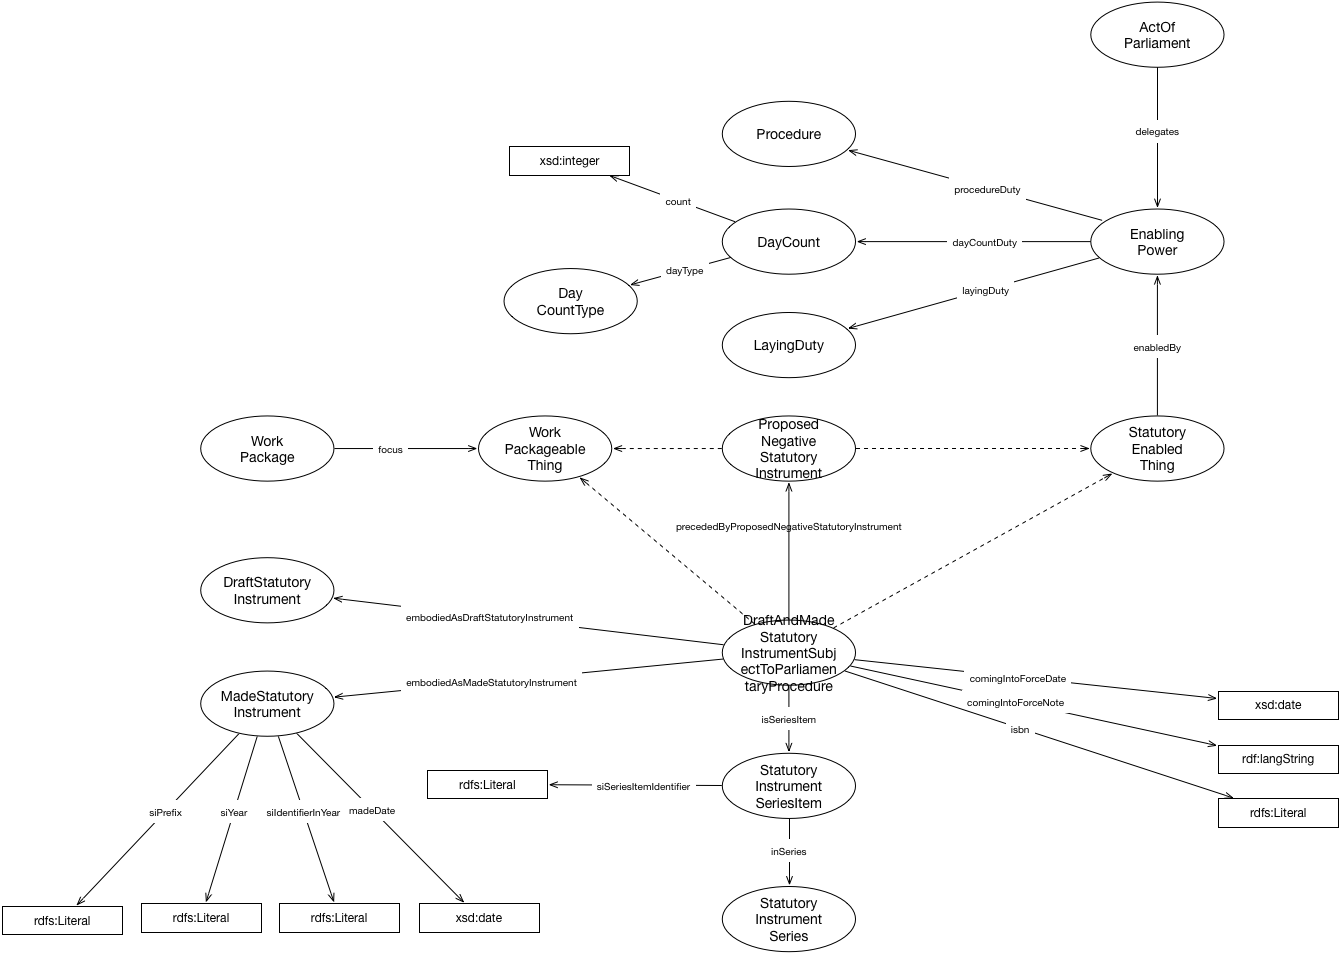 ActOf
Parliament
delegates
Procedure
xsd:integer
procedureDuty
count
DayCount
dayCountDuty
Enabling
Power
dayType
Day
CountType
layingDuty
LayingDuty
enabledBy
Work
Package
focus
Work
Packageable
Thing
Proposed
Negative
Statutory
Instrument
Statutory
Enabled
Thing
precededByProposedNegativeStatutoryInstrument
DraftStatutory
Instrument
embodiedAsDraftStatutoryInstrument
DraftAndMade
Statutory
InstrumentSubj
ectToParliamen
taryProcedure
embodiedAsMadeStatutoryInstrument
MadeStatutory
Instrument
comingIntoForceDate
xsd:date
comingIntoForceNote
isbn
rdf:langString
rdfs:Literal
isSeriesItem
rdfs:Literal
siSeriesItemIdentifier
Statutory
Instrument
SeriesItem
siPrefix
siYear
siIdentifierInYear
madeDate
inSeries
rdfs:Literal
rdfs:Literal
rdfs:Literal
xsd:date
Statutory
Instrument
Series